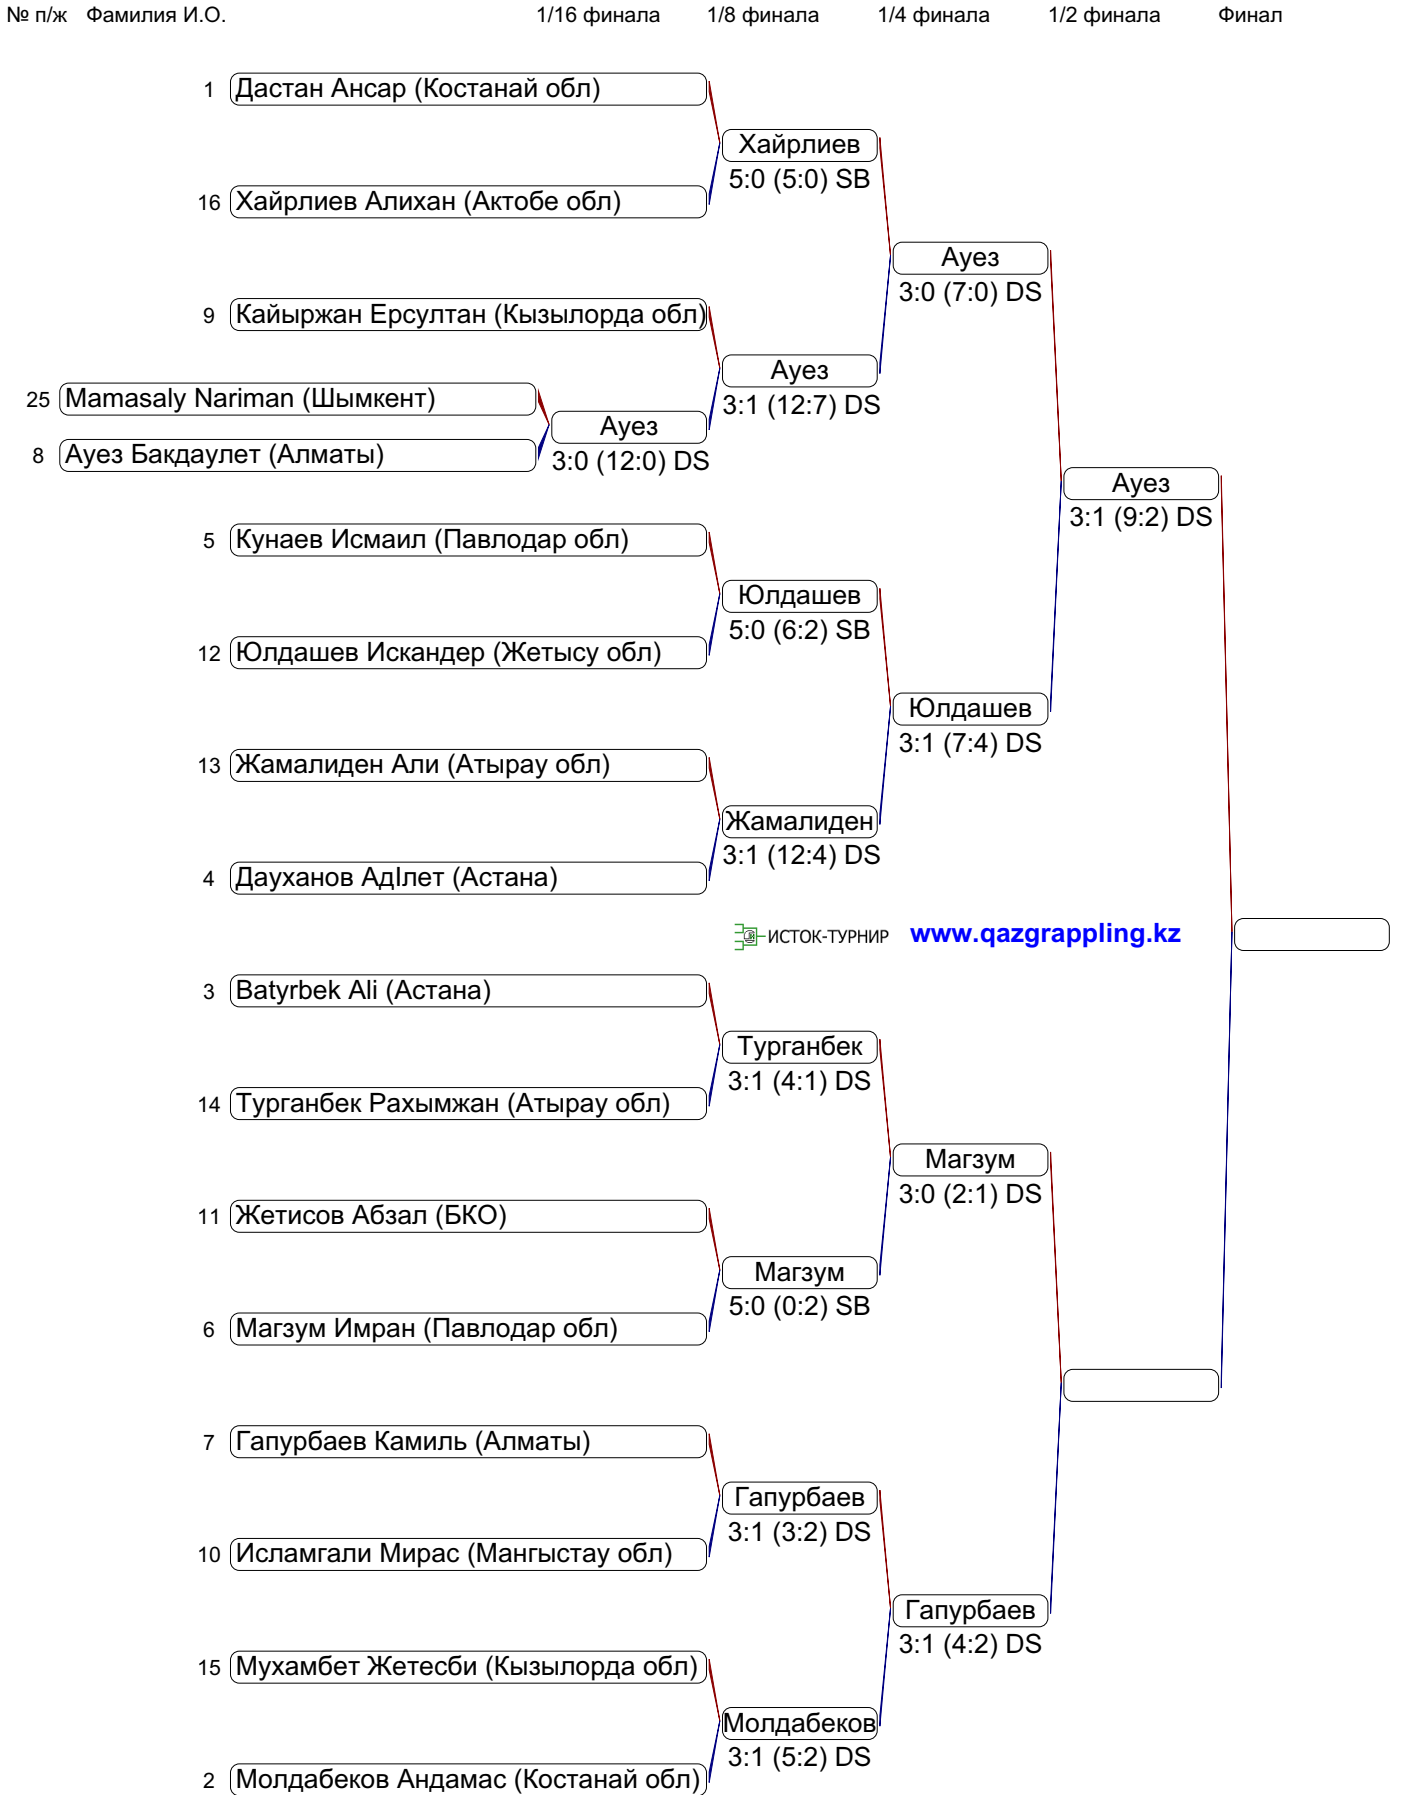 № п/ж Фамилия И.О. 1/16 финала 1/8 финала 1/4 финала 1/2 финала Финал
1 Дастан Ансар (Костанай обл)
Хайрлиев
5:0 (5:0) SB
16 Хайрлиев Алихан (Актобе обл)
Ауез
3:0 (7:0) DS
9 Кайыржан Ерсултан (Кызылорда обл)
Ауез
3:1 (12:7) DS
25 Mamasaly Nariman (Шымкент)
Ауез
3:0 (12:0) DS
8 Ауез Бакдаулет (Алматы)
Ауез
3:1 (9:2) DS
5 Кунаев Исмаил (Павлодар обл)
Юлдашев
5:0 (6:2) SB
12 Юлдашев Искандер (Жетысу обл)
Юлдашев
3:1 (7:4) DS
13 Жамалиден Али (Атырау обл)
Жамалиден
3:1 (12:4) DS
4 Дауханов АдIлет (Астана)
ИСТОК-ТУРНИР www.qazgrappling.kz
3 Batyrbek Ali (Астана)
Турганбек
3:1 (4:1) DS
14 Турганбек Рахымжан (Атырау обл)
Магзум
3:0 (2:1) DS
11 Жетисов Абзал (БКО)
Магзум
5:0 (0:2) SB
6 Магзум Имран (Павлодар обл)
7 Гапурбаев Камиль (Алматы)
Гапурбаев
3:1 (3:2) DS
10 Исламгали Мирас (Мангыстау обл)
Гапурбаев
3:1 (4:2) DS
15 Мухамбет Жетесби (Кызылорда обл)
Молдабеков
3:1 (5:2) DS
2 Молдабеков Андамас (Костанай обл)